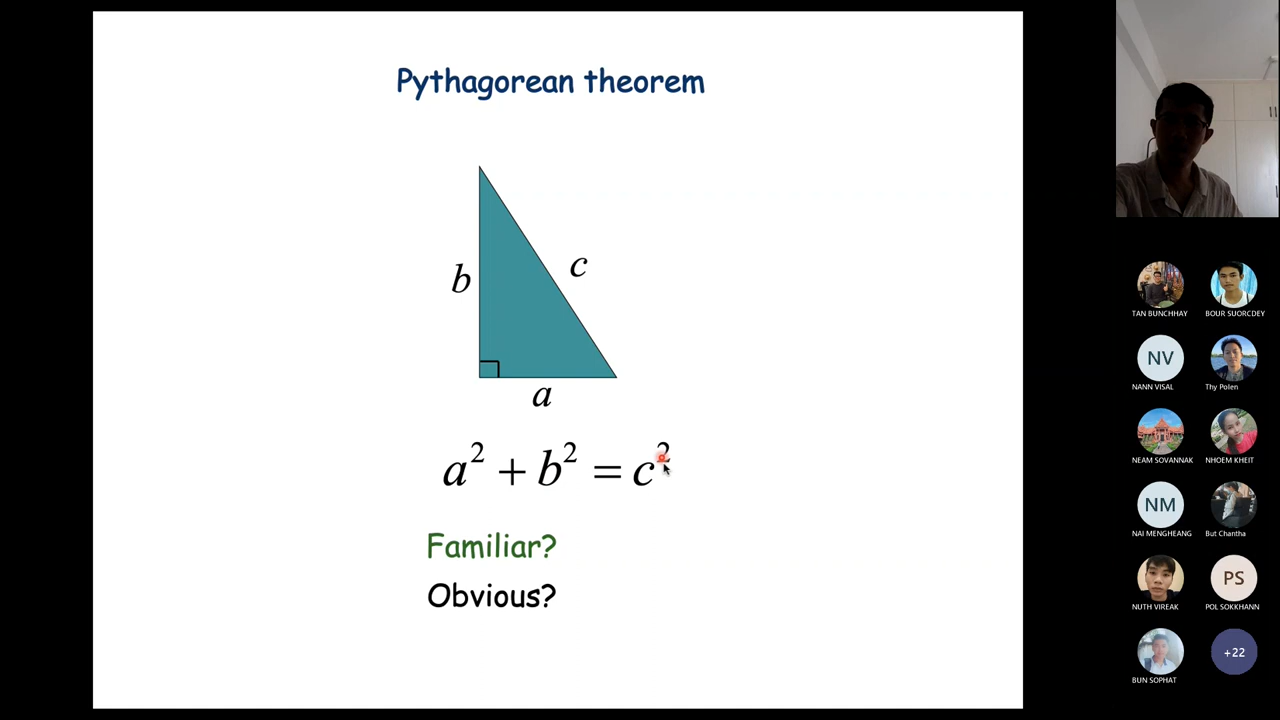 Pythagorean theorem
b
c
a
a² + b² = c²
Familiar?
Obvious?
TAN BUNCHHAY
BOUR SUORCDEY
NV
NANN VISAL
Thy Polen
NEAM SOVANNAK
NHOEM KHEIT
NM
NAI MENGHEANG
But Chantha
NUTH VIREAK
PS
POL SOKKHANN
BUN SOPHAT
+22